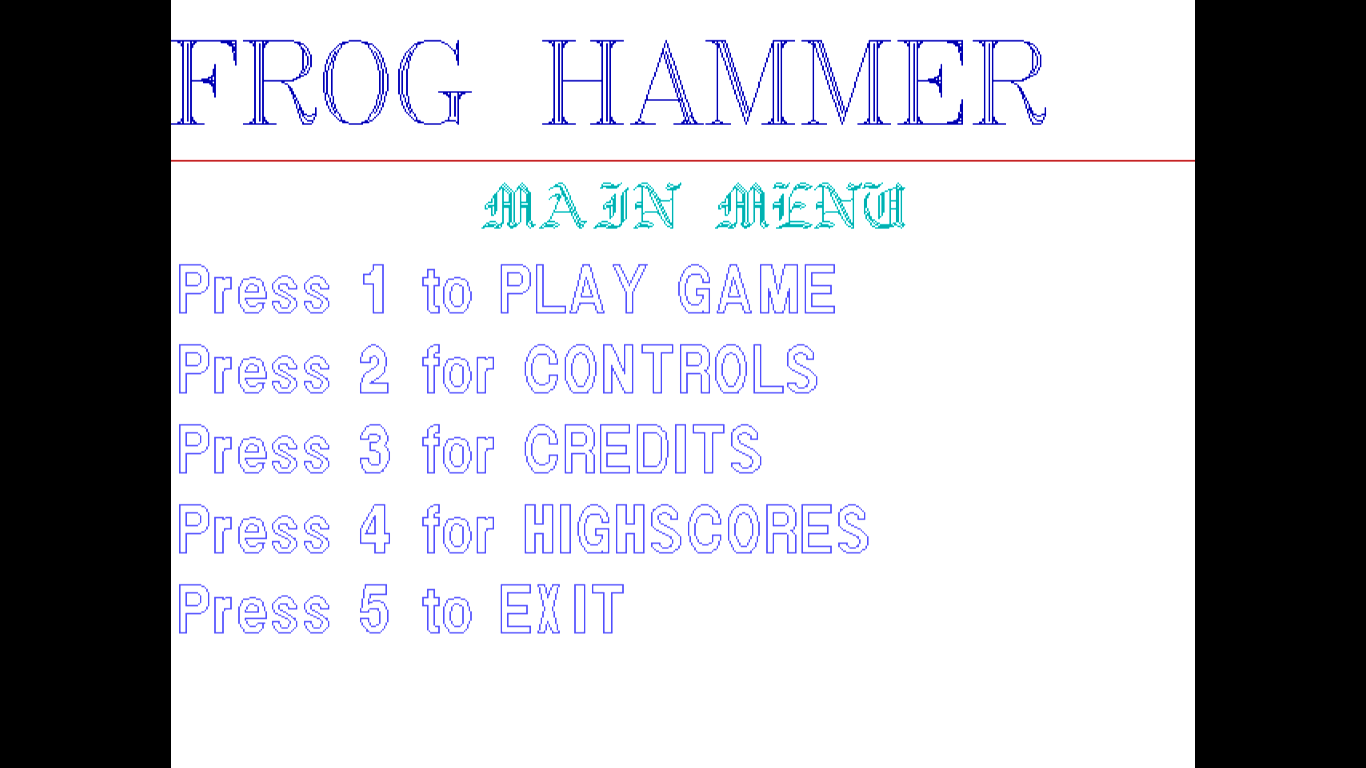 FROG HAMMER
MAIN MENU
Press 1 to PLAY GAME
Press 2 for CONTROLS
Press 3 for CREDITS
Press 4 for HIGHSCORES
Press 5 to EXIT